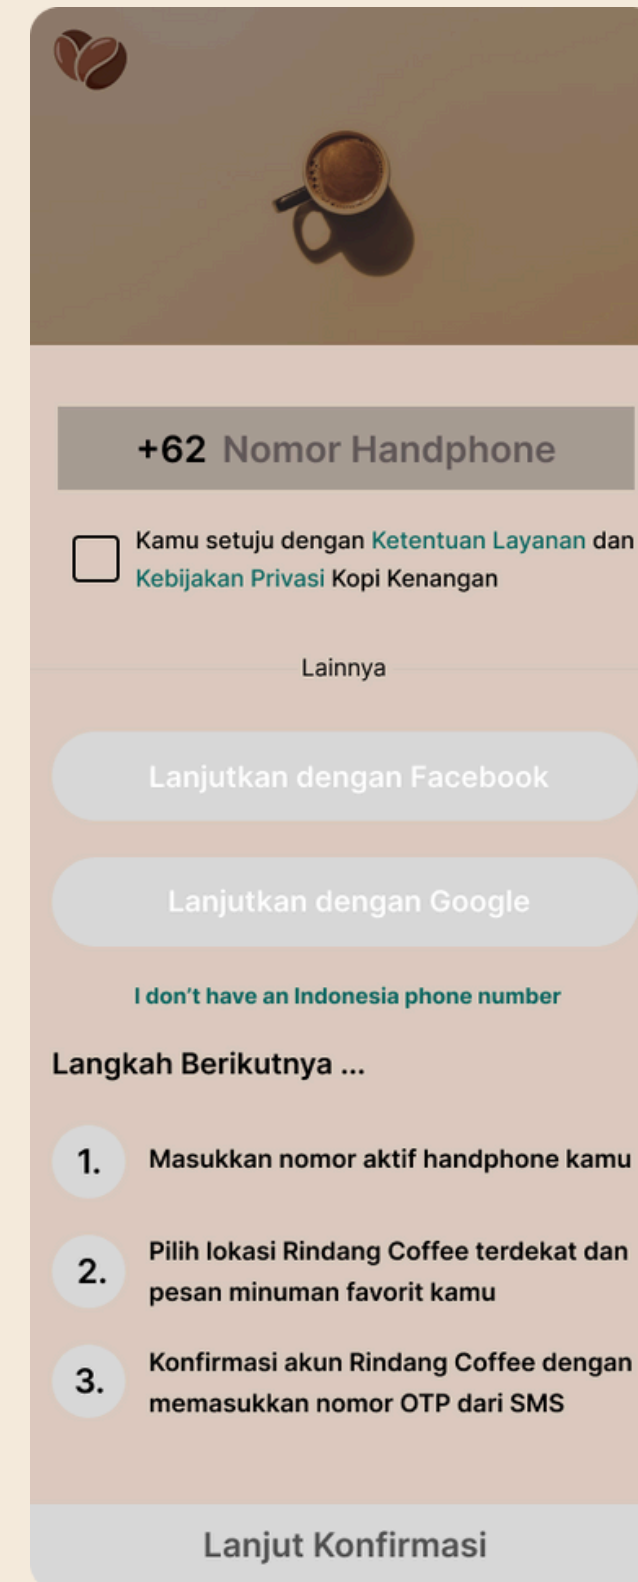 +62 Nomor Handphone
Kamu setuju dengan Ketentuan Layanan dan
Kebijakan Privasi Kopi Kenangan
Lainnya
Lanjutkan dengan Facebook
Lanjutkan dengan Google
I don’t have an Indonesia phone number
Langkah Berikutnya ...
1. Masukkan nomor aktif handphone kamu
2. Pilih lokasi Rindang Coffee terdekat dan
pesan minuman favorit kamu
3. Konfirmasi akun Rindang Coffee dengan
memasukkan nomor OTP dari SMS
Lanjut Konfirmasi